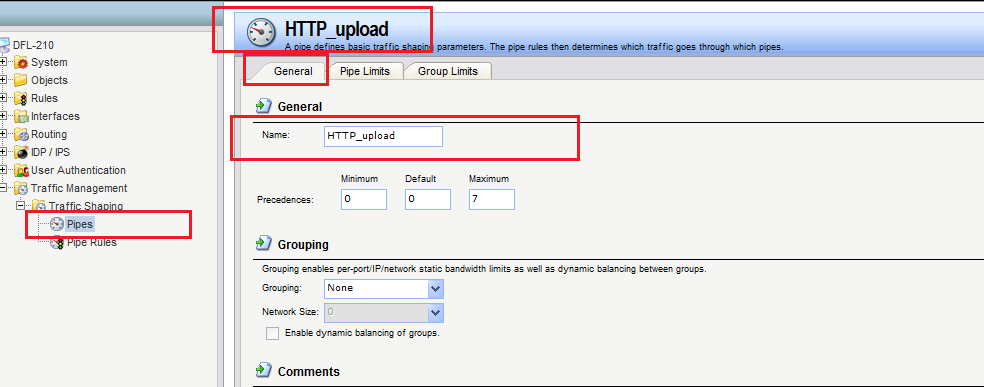 DFL-210
System
Objects
Rules
Interfaces
Routing
IDP / IPS
User Authentication
Traffic Management
Traffic Shaping
Pipes
Pipe Rules
HTTP_upload
A pipe defines basic traffic shaping parameters. The pipe rules then determines which traffic goes through which pipes.
General Pipe Limits Group Limits
General
Name: HTTP_upload
Minimum Default Maximum
Precedences: 0 0 7
Grouping
Grouping enables per-port/IP/network static bandwidth limits as well as dynamic balancing between groups.
Grouping: None
Network Size: 0
Enable dynamic balancing of groups.
Comments